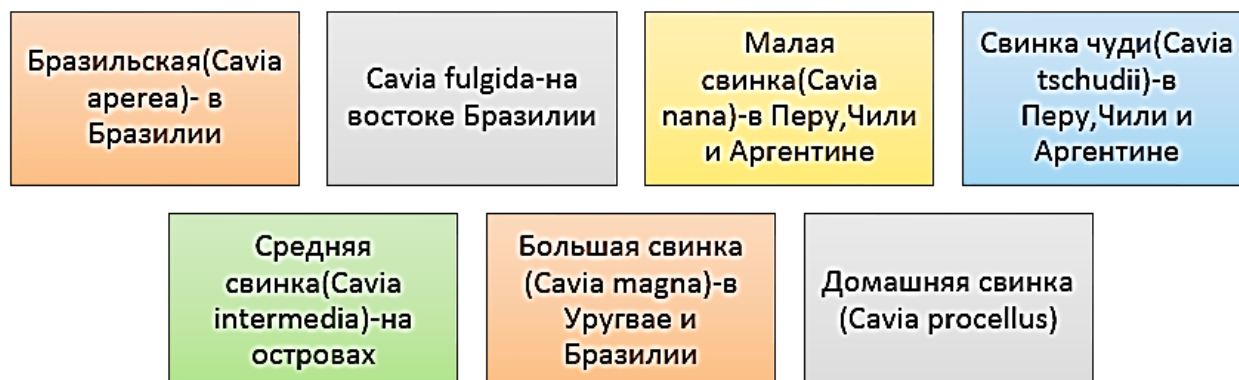 Бразильская(Cavia
aperea)- в
Бразилии
Cavia fulgida-на
востоке Бразилии
Малая
свинка(Cavia
nana)-в Перу,Чили
и Аргентине
Свинка чуди(Cavia
tschudii)-в
Перу,Чили и
Аргентине
Средняя
свинка(Cavia
intermedia)-на
островах
Большая свинка
(Cavia magna)-в
Уругвае и
Бразилии
Домашняя свинка
(Cavia procellus)